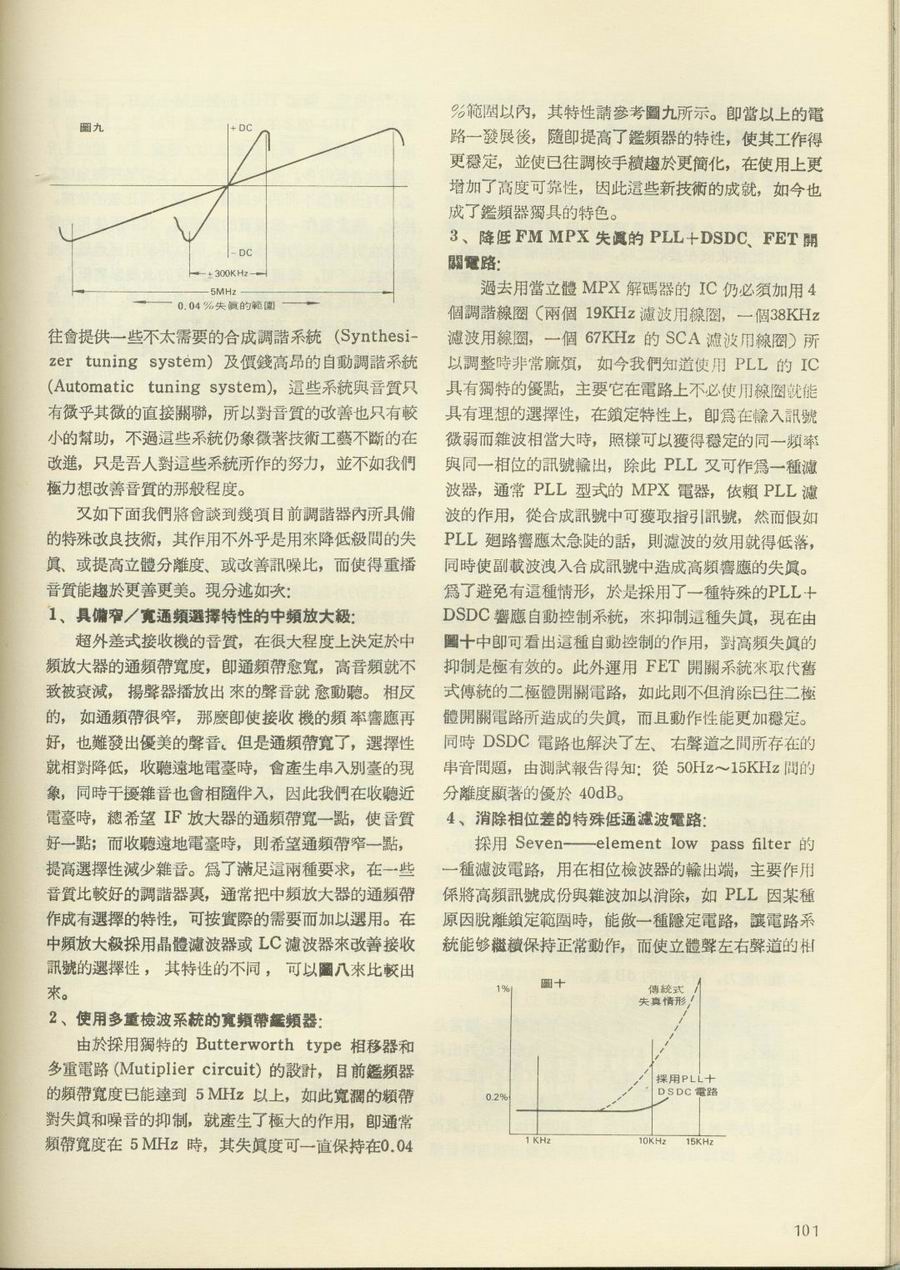 圖九
+ DC
- DC
±300KHz
5MHz
0.04%失眞的範圍
往會提供一些不太需要的合成調諧系統 (Synthesi-
zer tuning system) 及價錢高昂的自動調諧系統
(Automatic tuning system)，這些系統與音質只
有微乎其微的直接關聯，所以對音質的改善也只有較
小的幫助，不過這些系統仍象徵著技術工藝不斷的在
改進，只是吾人對這些系統所作的努力，並不如我們
極力想改善音質的那般程度。
又如下面我們將會談到幾項目前調諧器內所具備
的特殊改良技術，其作用不外乎是用來降低級間的失
眞、或提高立體分離度、或改善訊噪比，而使得重播
音質能趨於更善更美。現分述如次：
1、具備窄／寬通頻選擇特性的中頻放大級：
超外差式接收機的音質，在很大程度上決定於中
頻放大器的通頻帶寬度，卽通頻帶愈寬，高音頻就不
致被衰減，揚聲器播放出來的聲音就愈動聽。相反
的，如通頻帶很窄，那麼卽使接收機的頻率響應再
好，也難發出優美的聲音、但是通頻帶寬了，選擇性
就相對降低，收聽遠地電臺時，會產生串入別臺的現
象，同時干擾雜音也會相隨伴入，因此我們在收聽近
電臺時，總希望 IF 放大器的通頻帶寬一點，使音質
好一點；而收聽遠地電臺時，則希望通頻帶窄一點，
提高選擇性減少雜音。爲了滿足這兩種要求，在一些
音質比較好的調諧器裏，通常把中頻放大器的通頻帶
作成有選擇的特性，可按實際的需要而加以選用。在
中頻放大級採用晶體濾波器或 LC 濾波器來改善接收
訊號的選擇性，其特性的不同，可以圖八來比較出
來。
2、使用多重檢波系統的寬頻帶鑑頻器：
由於採用獨特的 Butterworth type 相移器和
多重電路 (Mutiplier circuit) 的設計，目前鑑頻器
的頻帶寬度已能達到 5 MHz 以上，如此寬濶的頻帶
對失眞和噪音的抑制，就產生了極大的作用，卽通常
頻帶寬度在 5 MHz 時，其失眞度可一直保持在0.04
%範圍以內，其特性請參考圖九所示。卽當以上的電
路一發展後，隨卽提高了鑑頻器的特性，使其工作得
更穩定，並使已往調校手續趨於更簡化，在使用上更
增加了高度可靠性，因此這些新技術的成就，如今也
成了鑑頻器獨具的特色。
3、降低 FM MPX 失眞的 PLL＋DSDC、FET 開
關電路：
過去用當立體 MPX 解碼器的 IC 仍必須加用 4
個調諧線圈（兩個 19KHz 濾波用線圈，一個38KHz
濾波用線圈，一個 67KHz 的 SCA 濾波用線圈）所
以調整時非常麻煩，如今我們知道使用 PLL 的 IC
具有獨特的優點，主要它在電路上不必使用線圈就能
具有理想的選擇性，在鎖定特性上，卽爲在輸入訊號
微弱而雜波相當大時，照樣可以獲得穩定的同一頻率
與同一相位的訊號輸出，除此 PLL 又可作爲一種濾
波器，通常 PLL 型式的 MPX 電器，依賴 PLL 濾
波的作用，從合成訊號中可獲取指引訊號，然而假如
PLL 廻路響應太急陡的話，則濾波的效用就得低落，
同時使副載波洩入合成訊號中造成高頻響應的失眞。
爲了避免有這種情形，於是採用了一種特殊的PLL＋
DSDC 響應自動控制系統，來抑制這種失眞，現在由
圖十中卽可看出這種自動控制的作用，對高頻失眞的
抑制是極有效的。此外運用 FET 開關系統來取代舊
式傳統的二極體開關電路，如此則不但消除已往二極
體開關電路所造成的失眞，而且動作性能更加穩定。
同時 DSDC 電路也解決了左、右聲道之間所存在的
串音問題，由測試報告得知：從 50Hz～15KHz 間的
分離度顯著的優於 40dB。
4、消除相位差的特殊低通濾波電路：
採用 Seven——element low pass filter 的
一種濾波電路，用在相位檢波器的輸出端，主要作用
係將高頻訊號成份與雜波加以消除，如 PLL 因某種
原因脫離鎖定範圍時，能做一種隱定電路，讓電路系
統能够繼續保持正常動作，而使立體聲左右聲道的相
圖十
1%
傳統式
失真情形
採用PLL＋
DSDC 電路
0.2%
1 KHz
10KHz
15KHz
101